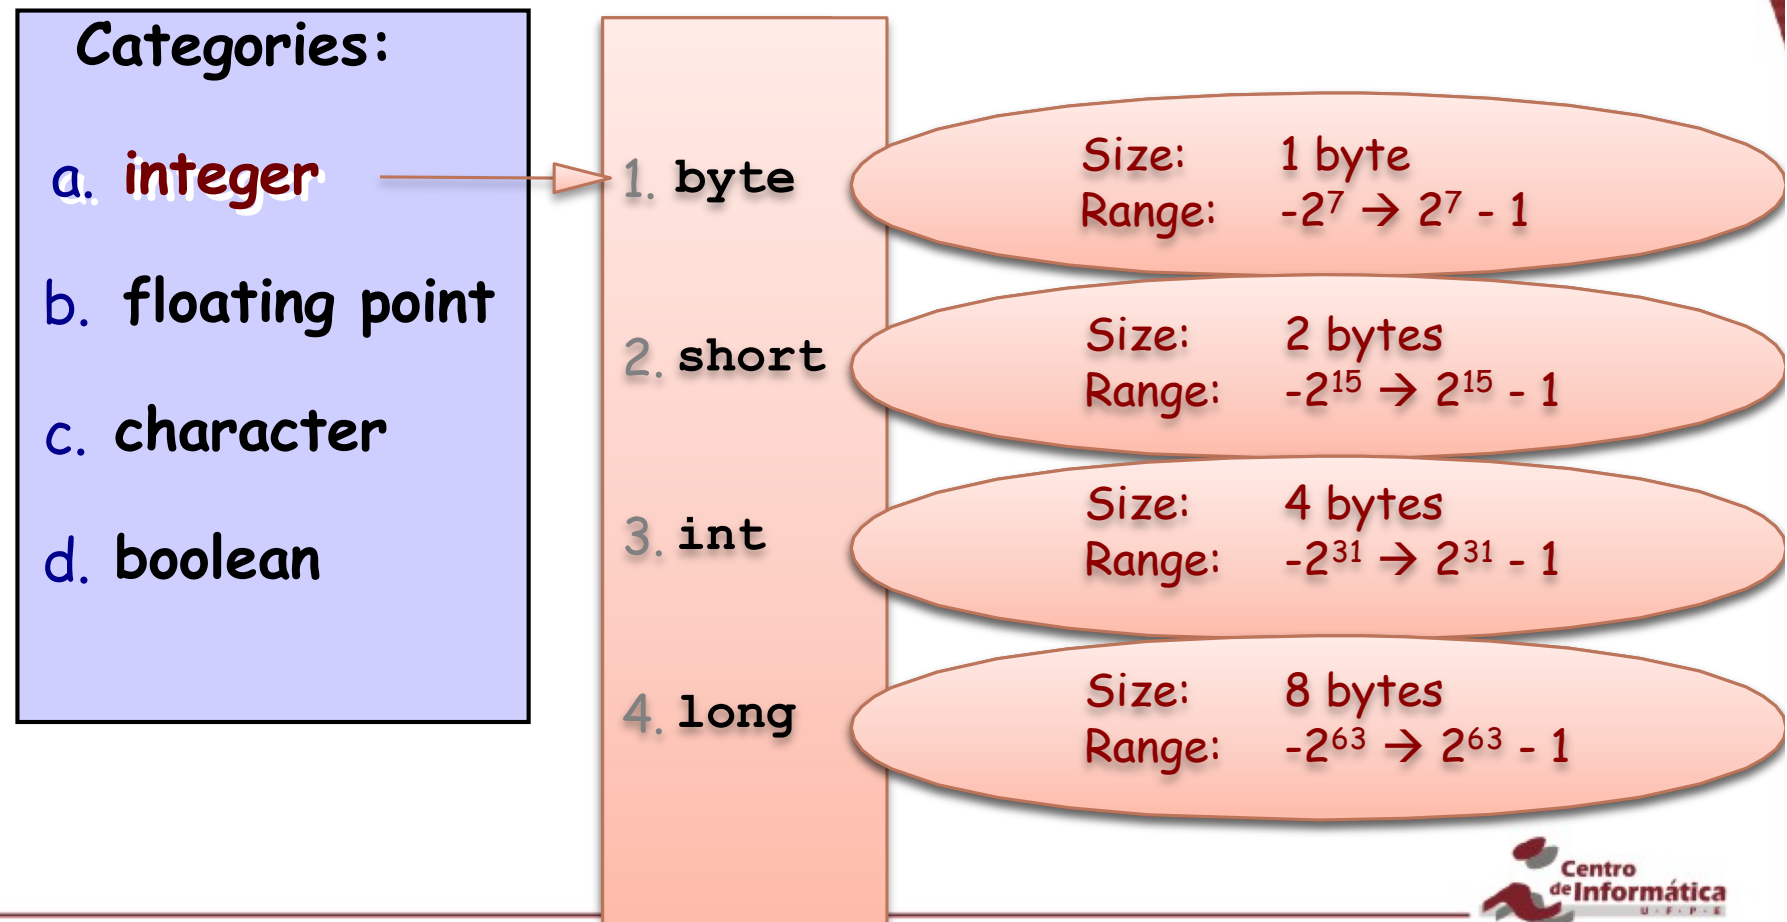 Categories:
a. integer
b. floating point
c. character
d. boolean
1. byte
Size: 1 byte
Range: -2⁷ → 2⁷ - 1
2. short
Size: 2 bytes
Range: -2¹⁵ → 2¹⁵ - 1
3. int
Size: 4 bytes
Range: -2³¹ → 2³¹ - 1
4. long
Size: 8 bytes
Range: -2⁶³ → 2⁶³ - 1
Centro
de Informática
U · F · P · E